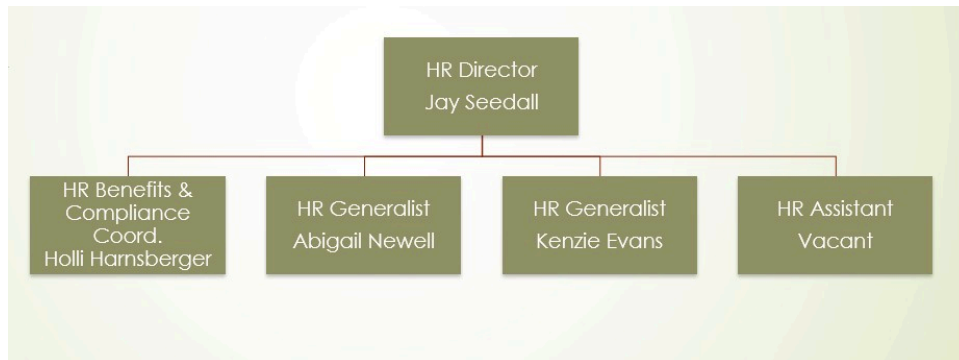 HR Director
Jay Seedall
HR Benefits &
Compliance
Coord.
Holli Harnsberger
HR Generalist
Abigail Newell
HR Generalist
Kenzie Evans
HR Assistant
Vacant